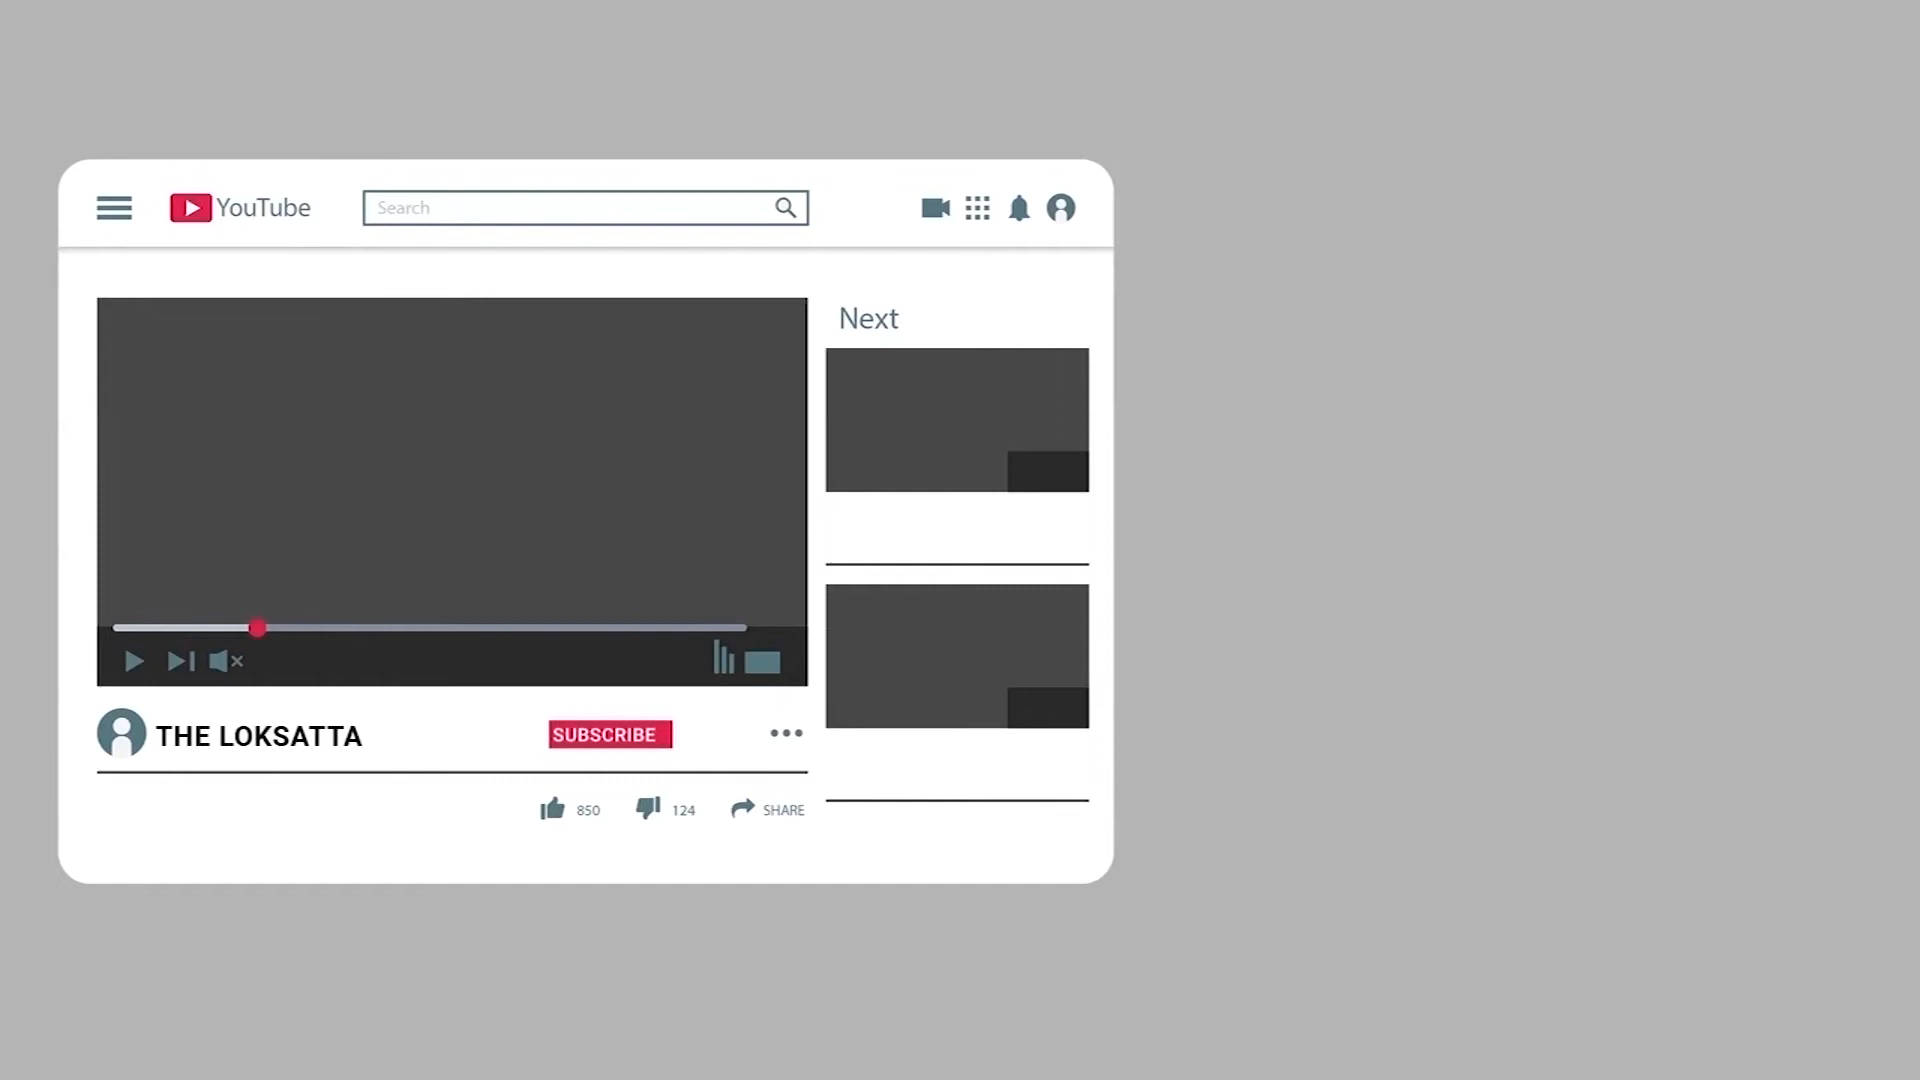 YouTube
Search
Next
THE LOKSATTA
SUBSCRIBE
850
124
SHARE